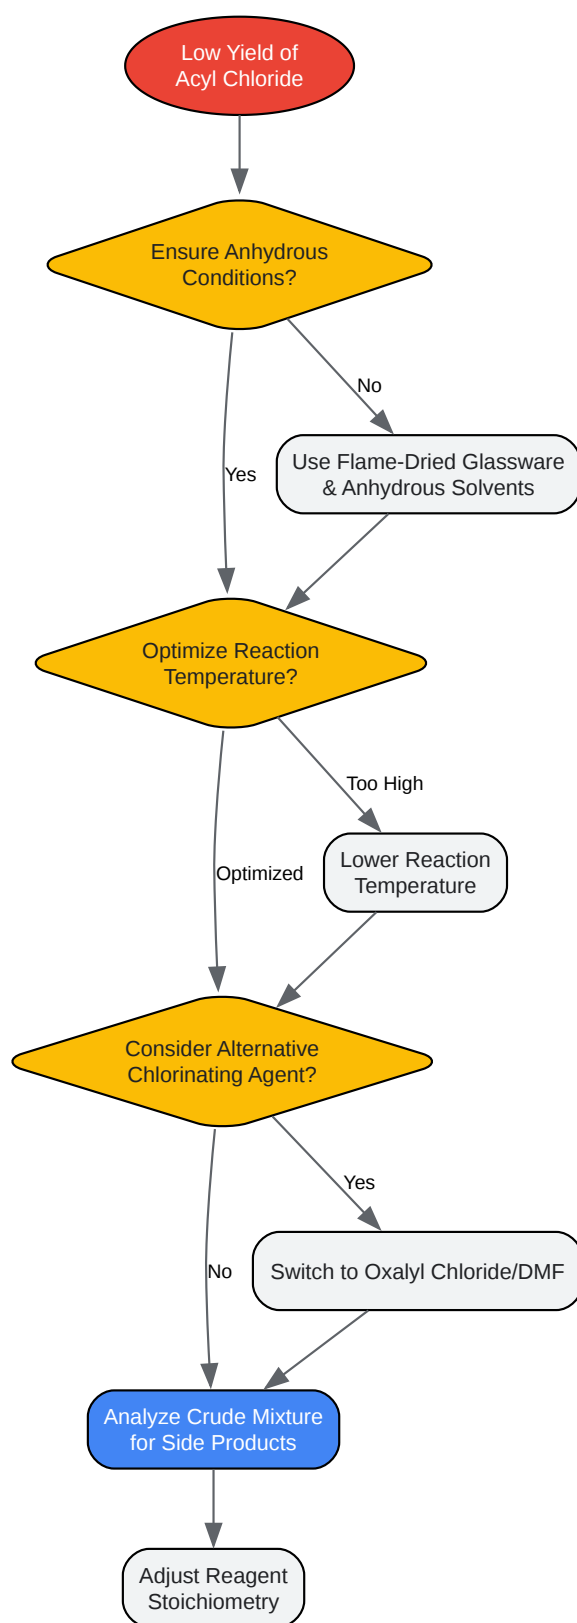 Low Yield of
Acyl Chloride
Ensure Anhydrous
Conditions?
No
Use Flame-Dried Glassware
& Anhydrous Solvents
Yes
Optimize Reaction
Temperature?
Too High
Lower Reaction
Temperature
Optimized
Consider Alternative
Chlorinating Agent?
Yes
Switch to Oxalyl Chloride/DMF
No
Analyze Crude Mixture
for Side Products
Adjust Reagent
Stoichiometry